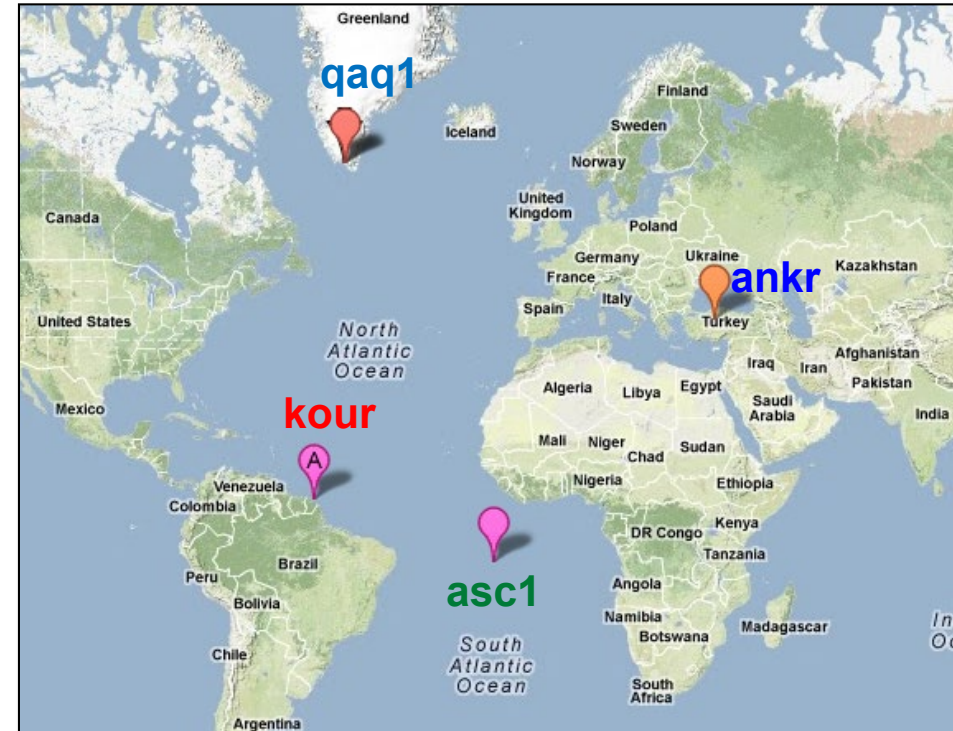 Greenland
qaq1
Iceland
Finland
Sweden
Norway
United
Kingdom
Canada
Poland
Germany
Ukraine
France
ankr
Kazakhstan
Spain
Italy
Turkey
United States
North
Atlantic
Ocean
Afghanistan
Iraq
Iran
Pakistan
Algeria
Libya
Egypt
Saudi
Arabia
Mexico
India
kour
Mali
Niger
Chad
Sudan
A
Venezuela
Nigeria
Ethiopia
Colombia
Kenya
DR Congo
Tanzania
Brazil
Peru
asc1
Angola
Bolivia
Namibia
Madagascar
Botswana
In
Oc
South
Atlantic
Ocean
Chile
South
Africa
Argentina